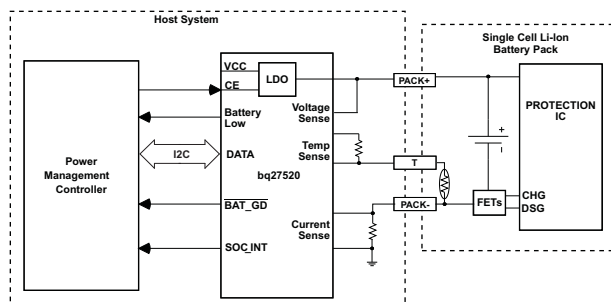 Host System
Single Cell Li-Ion
Battery Pack
VCC
LDO
CE
Battery
Low
Voltage
Sense
PACK+
PROTECTION
IC
I2C
DATA
Temp
Sense
T
Power
Management
Controller
bq27520
BAT_GD
PACK-
FETs
CHG
DSG
Current
Sense
SOC_INT
+
–